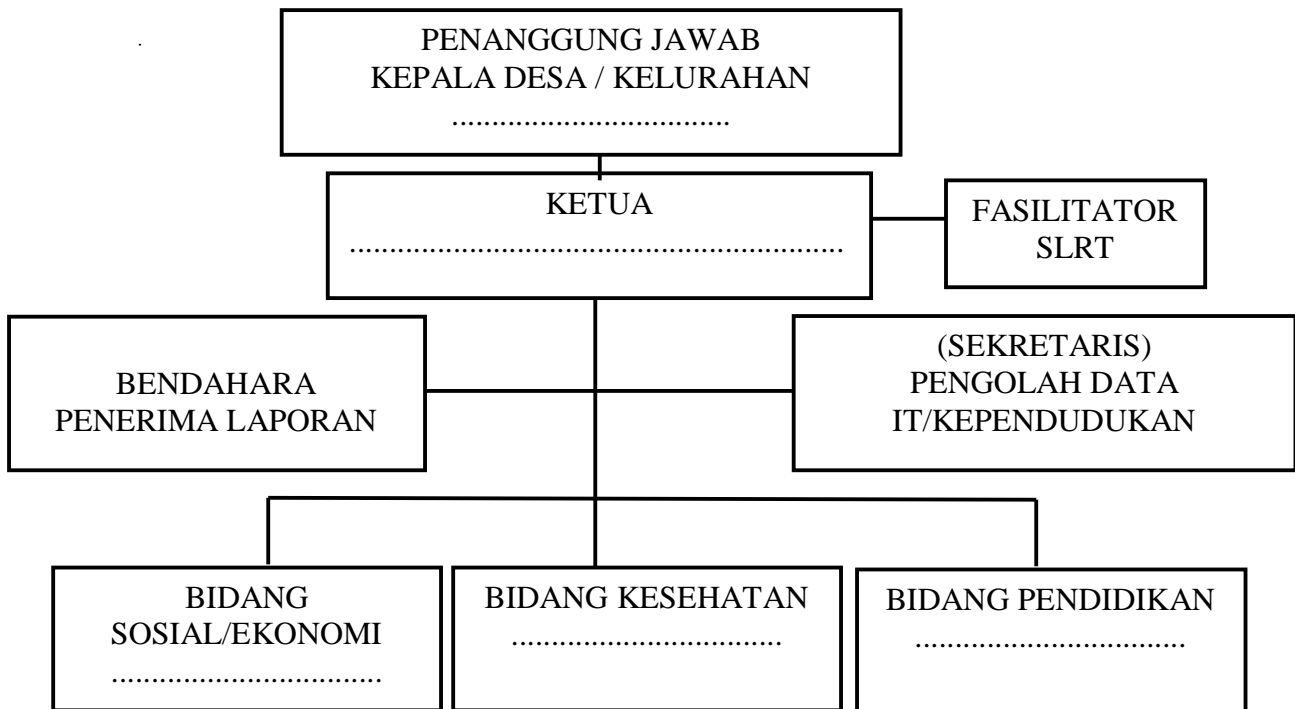 PENANGGUNG JAWAB
KEPALA DESA / KELURAHAN
...................................
KETUA
..............................................................
FASILITATOR
SLRT
BENDAHARA
PENERIMA LAPORAN
(SEKRETARIS)
PENGOLAH DATA
IT/KEPENDUDUKAN
BIDANG
SOSIAL/EKONOMI
..................................
BIDANG KESEHATAN
..................................
BIDANG PENDIDIKAN
..................................